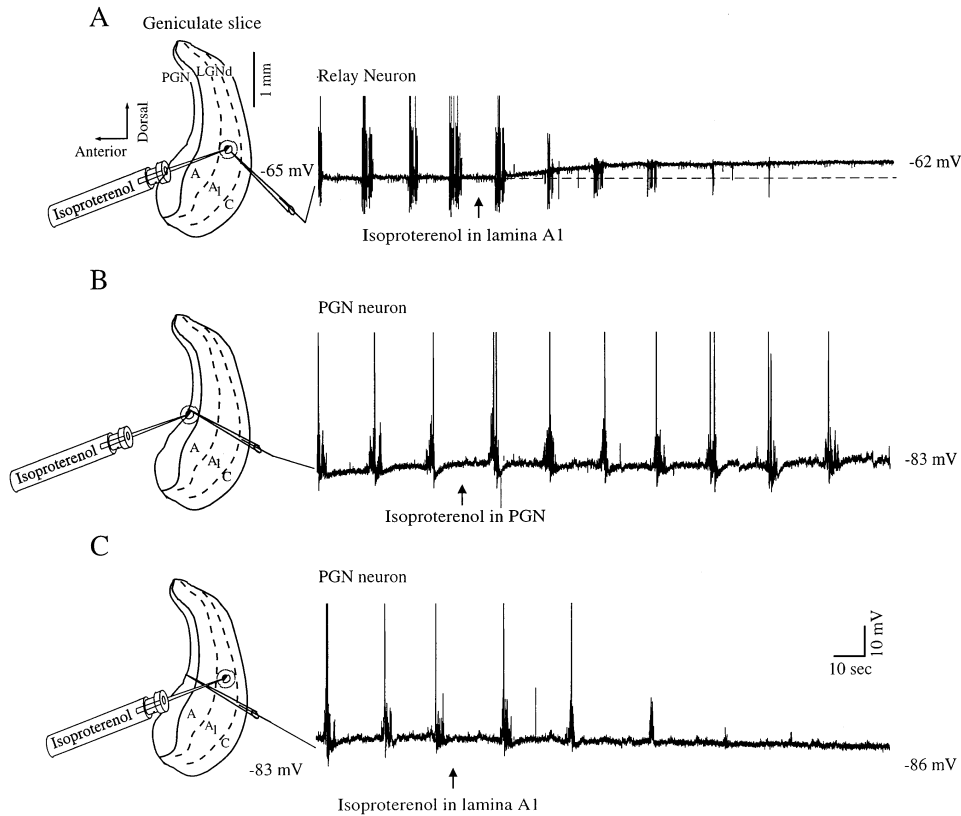 A
Geniculate slice
PGN
LGNd
1 mm
Dorsal
Anterior
Isoproterenol
A
A1
C
Relay Neuron
-65 mV
-62 mV
Isoproterenol in lamina A1
B
PGN neuron
Isoproterenol
A
A1
C
-83 mV
Isoproterenol in PGN
C
PGN neuron
Isoproterenol
A
A1
C
-83 mV
10 mV
10 sec
-86 mV
Isoproterenol in lamina A1